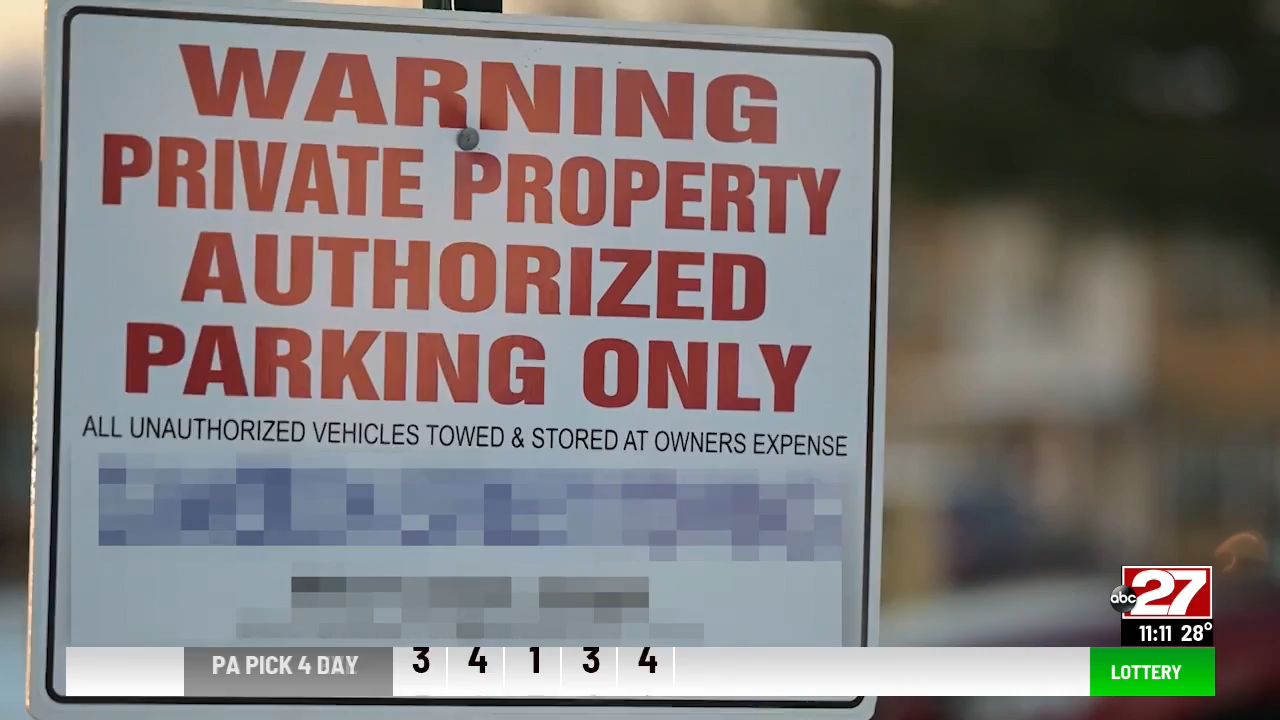 WARNING
PRIVATE PROPERTY
AUTHORIZED
PARKING ONLY
ALL UNAUTHORIZED VEHICLES TOWED & STORED AT OWNERS EXPENSE
abc 27
11:11 28°
PA PICK 4 DAY 3 4 1 3 4 LOTTERY